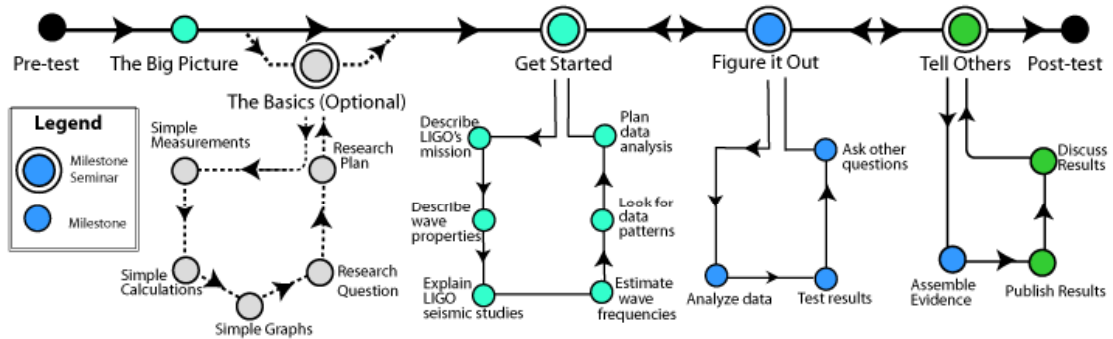 Pre-test
The Big Picture
The Basics (Optional)
Get Started
Figure it Out
Tell Others
Post-test
Legend
Milestone
Seminar
Milestone
Simple
Measurements
Research
Plan
Simple
Calculations
Simple Graphs
Research
Question
Describe
LIGO's
mission
Plan
data
analysis
Describe
wave
properties
Look for
data
patterns
Explain
LIGO
seismic studies
Estimate
wave
frequencies
Ask other
questions
Analyze data
Test results
Discuss
Results
Assemble
Evidence
Publish Results